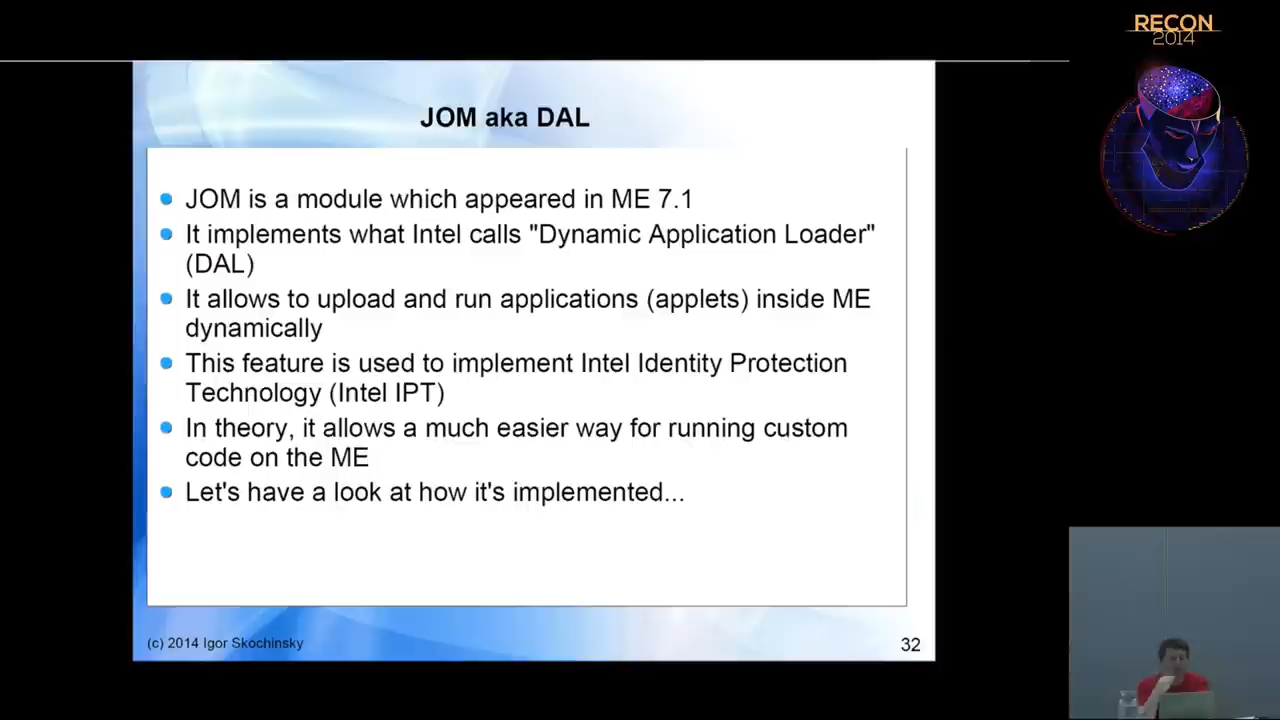 RECON
2014
JOM aka DAL
JOM is a module which appeared in ME 7.1
It implements what Intel calls "Dynamic Application Loader"
(DAL)
It allows to upload and run applications (applets) inside ME
dynamically
This feature is used to implement Intel Identity Protection
Technology (Intel IPT)
In theory, it allows a much easier way for running custom
code on the ME
Let's have a look at how it's implemented...
(c) 2014 Igor Skochinsky
32